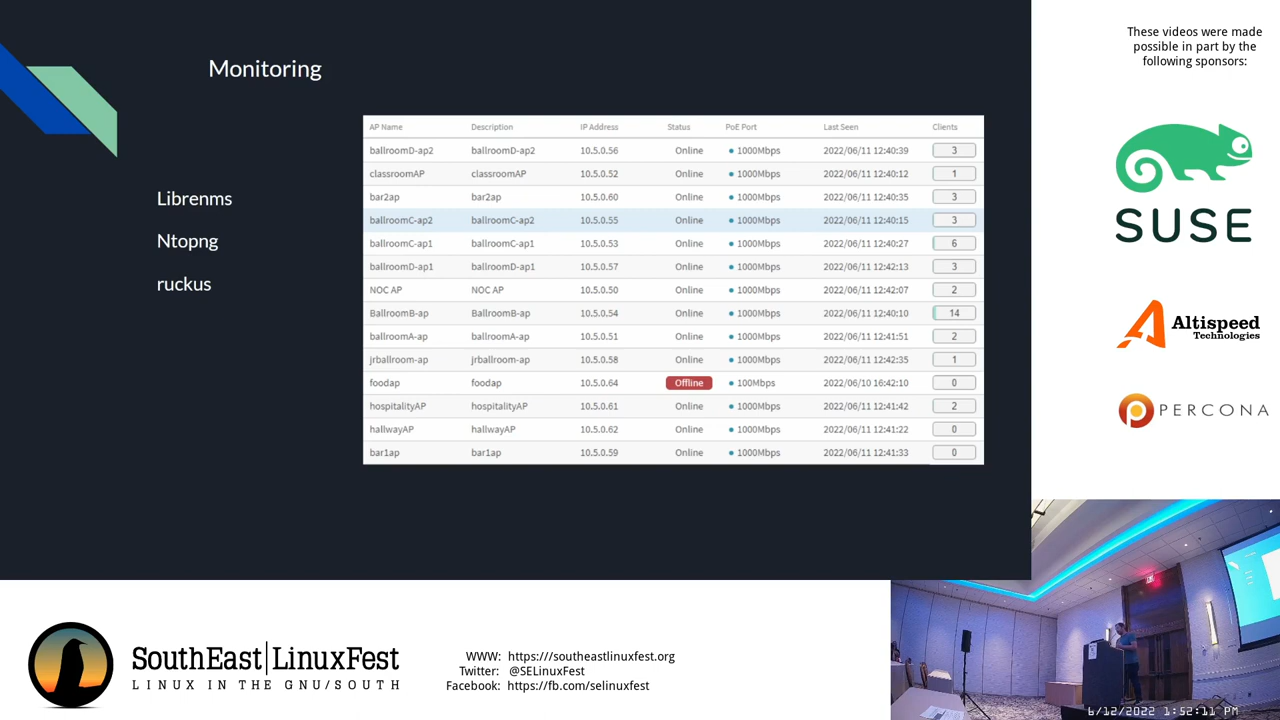 Monitoring
Librenms
Ntopng
ruckus
AP Name Description IP Address Status PoE Port Last Seen Clients
ballroomD-ap2 ballroomD-ap2 10.5.0.56 Online 1000Mbps 2022/06/11 12:40:39 3
classroomAP classroomAP 10.5.0.52 Online 1000Mbps 2022/06/11 12:40:12 1
bar2ap bar2ap 10.5.0.60 Online 1000Mbps 2022/06/11 12:40:35 3
ballroomC-ap2 ballroomC-ap2 10.5.0.55 Online 1000Mbps 2022/06/11 12:40:15 3
ballroomC-ap1 ballroomC-ap1 10.5.0.53 Online 1000Mbps 2022/06/11 12:40:27 6
ballroomD-ap1 ballroomD-ap1 10.5.0.57 Online 1000Mbps 2022/06/11 12:42:13 3
NOC AP NOC AP 10.5.0.50 Online 1000Mbps 2022/06/11 12:42:07 2
BallroomB-ap BallroomB-ap 10.5.0.54 Online 1000Mbps 2022/06/11 12:40:10 14
ballroomA-ap ballroomA-ap 10.5.0.51 Online 1000Mbps 2022/06/11 12:41:51 2
jrballroom-ap jrballroom-ap 10.5.0.58 Online 1000Mbps 2022/06/11 12:42:35 1
foodap foodap 10.5.0.64 Offline 100Mbps 2022/06/10 16:42:10 0
hospitalityAP hospitalityAP 10.5.0.61 Online 1000Mbps 2022/06/11 12:41:42 2
hallwayAP hallwayAP 10.5.0.62 Online 1000Mbps 2022/06/11 12:41:22 0
bar1ap bar1ap 10.5.0.59 Online 1000Mbps 2022/06/11 12:41:33 0
These videos were made
possible in part by the
following sponsors:
SUSE
Altispeed
Technologies
PERCONA
SouthEast|LinuxFest
LINUX IN THE GNU/SOUTH
WWW: https:///southeastlinuxfest.org
Twitter: @SELinuxFest
Facebook: https://fb.com/selinuxfest
6/12/2022 1:52:11 PM